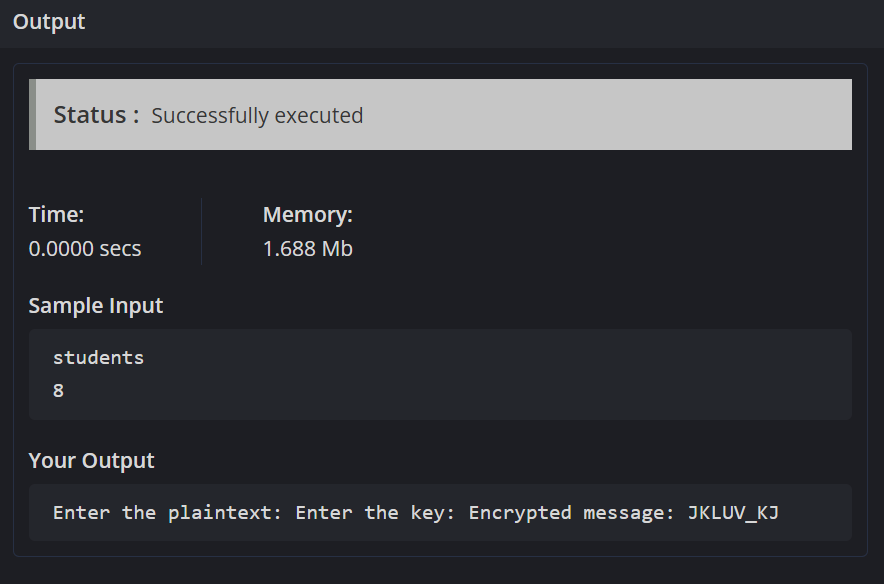 Output
Status : Successfully executed
Time:
Memory:
0.0000 secs
1.688 Mb
Sample Input
students
8
Your Output
Enter the plaintext: Enter the key: Encrypted message: JKLUV_KJ